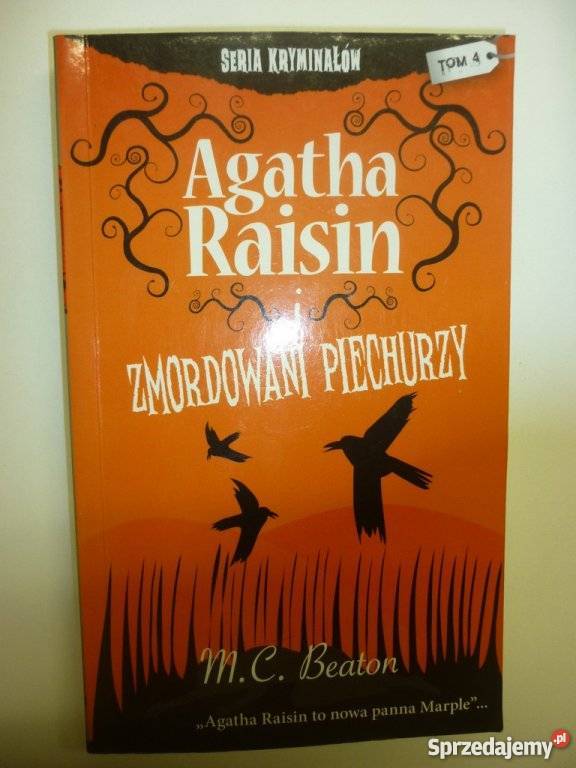 SERIA KRYMINAŁÓW
TOM 4
Agatha
Raisin
i
ZMORDOWANI PIECHURZY
M.C. Beaton
„Agatha Raisin to nowa panna Marple”...
Sprzedajemy.pl